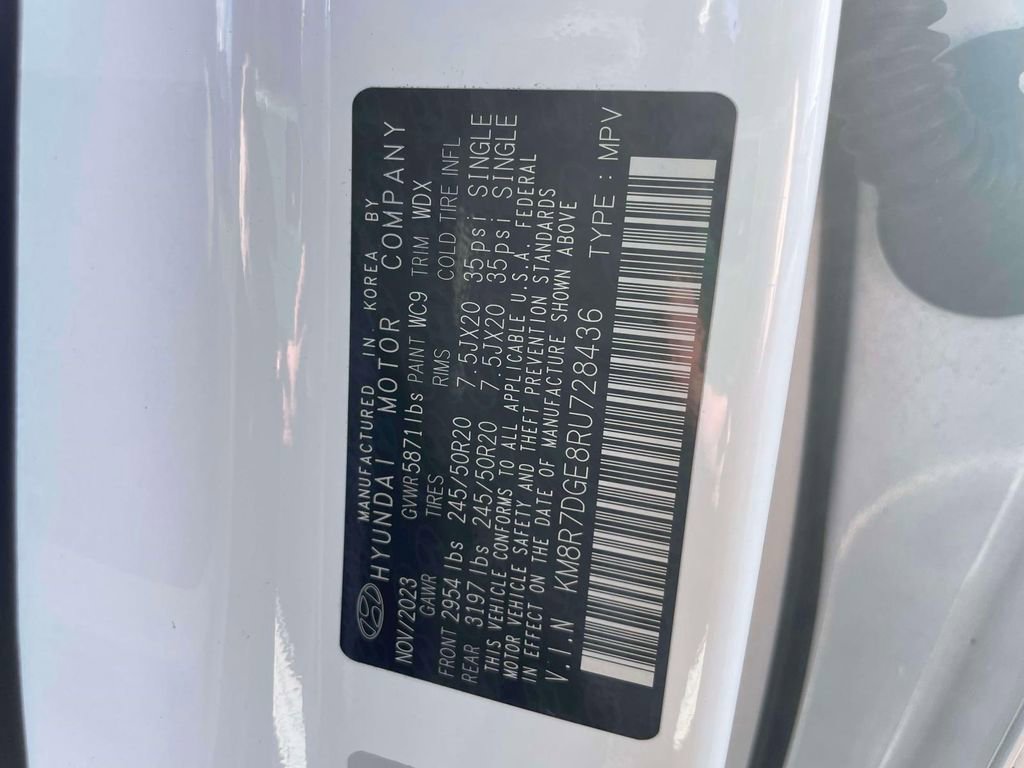 MANUFACTURED IN KOREA BY
HYUNDAI MOTOR COMPANY
NOV/2023 GVWR 5871lbs PAINT WC9 TRIM WDX
GAWR TIRES RIMS COLD TIRE INFL
FRONT 2954lbs 245/50R20 7.5JX20 35psi SINGLE
REAR 3197lbs 245/50R20 7.5JX20 35psi SINGLE
THIS VEHICLE CONFORMS TO ALL APPLICABLE U.S.A. FEDERAL
MOTOR VEHICLE SAFETY AND THEFT PREVENTION STANDARDS
IN EFFECT ON THE DATE OF MANUFACTURE SHOWN ABOVE
V.I.N KM8R7DGE8RU728436 TYPE : MPV